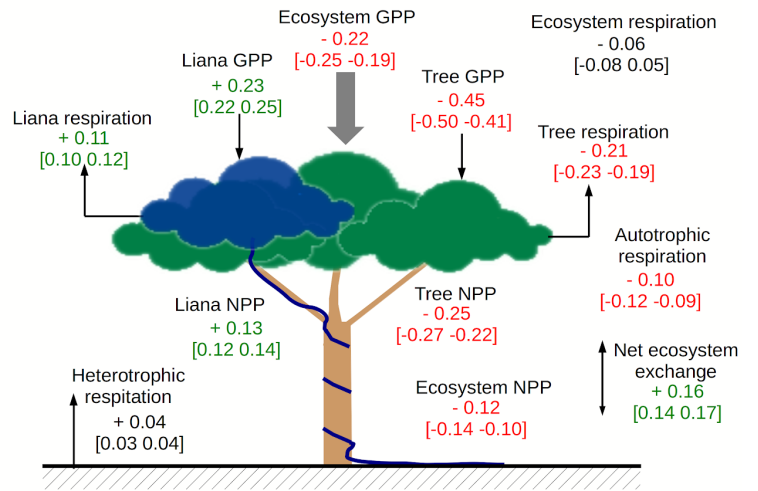 Ecosystem GPP
- 0.22
[-0.25 -0.19]
Ecosystem respiration
- 0.06
[-0.08 0.05]
Liana GPP
+ 0.23
[0.22 0.25]
Tree GPP
- 0.45
[-0.50 -0.41]
Liana respiration
+ 0.11
[0.10 0.12]
Tree respiration
- 0.21
[-0.23 -0.19]
Autotrophic
respiration
- 0.10
[-0.12 -0.09]
Liana NPP
+ 0.13
[0.12 0.14]
Tree NPP
- 0.25
[-0.27 -0.22]
Net ecosystem
exchange
+ 0.16
[0.14 0.17]
Heterotrophic
respitation
+ 0.04
[0.03 0.04]
Ecosystem NPP
- 0.12
[-0.14 -0.10]